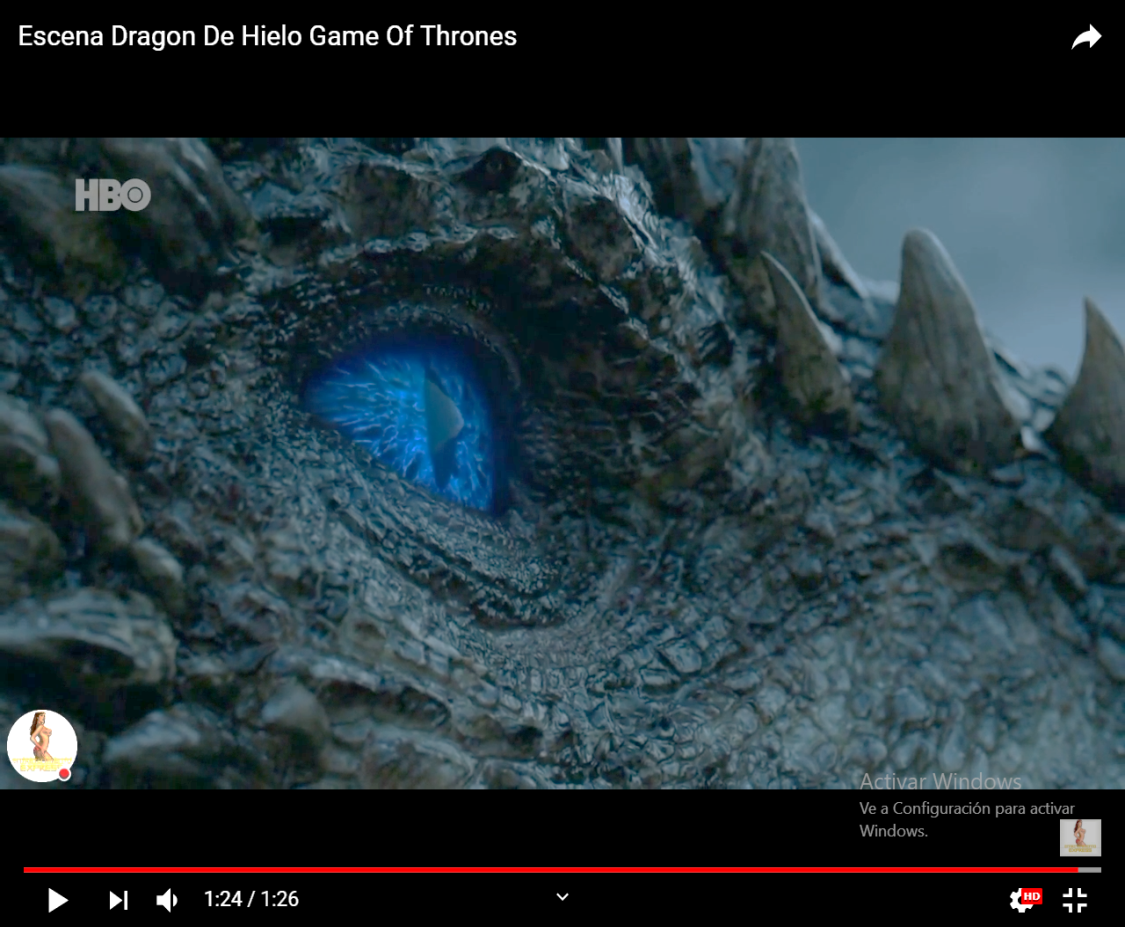 Escena Dragon De Hielo Game Of Thrones
HBO
Activar Windows
Ve a Configuración para activar
Windows.
1:24 / 1:26
HD